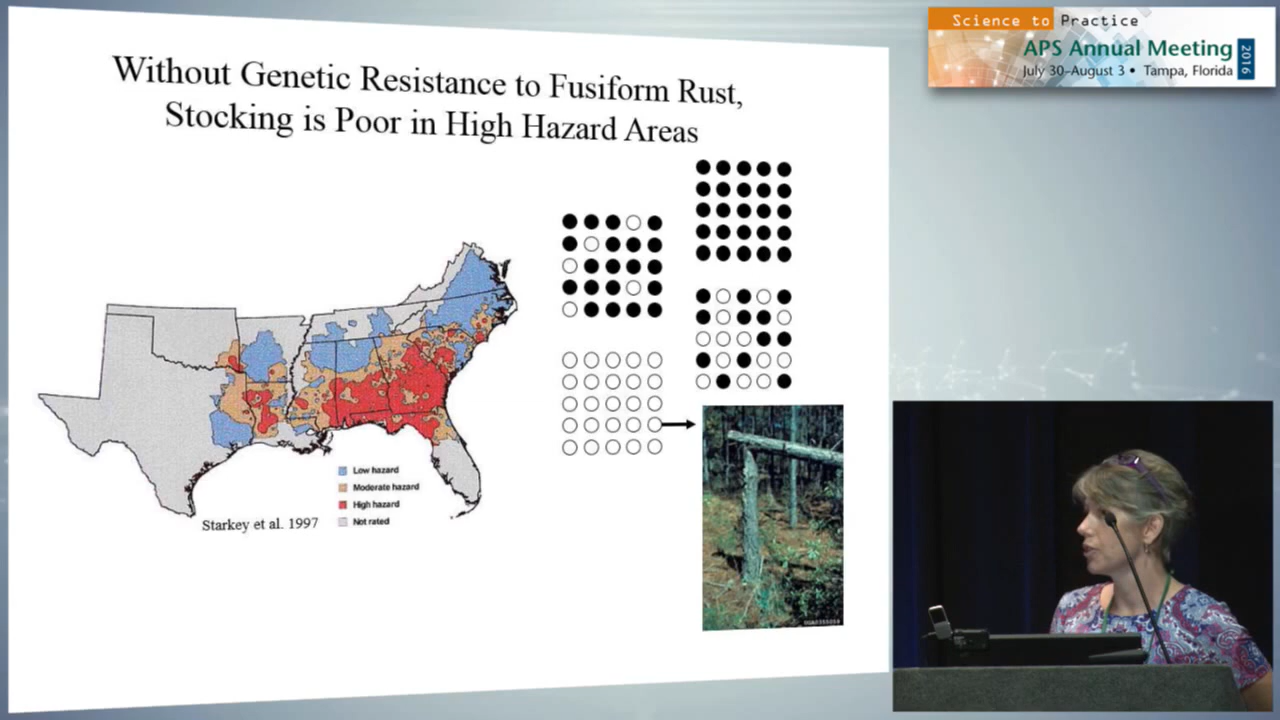 Without Genetic Resistance to Fusiform Rust,
Stocking is Poor in High Hazard Areas
Low hazard
Moderate hazard
High hazard
Not rated
Starkey et al. 1997
Science to Practice
APS Annual Meeting
2016
July 30–August 3 • Tampa, Florida